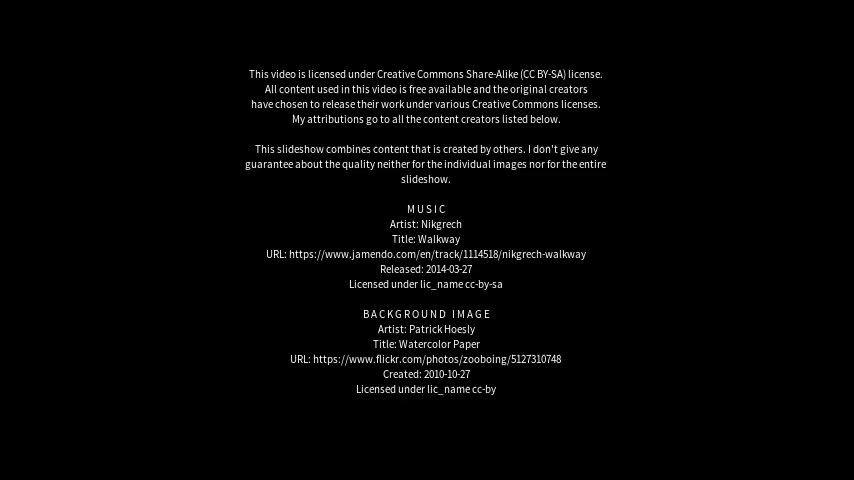 This video is licensed under Creative Commons Share-Alike (CC BY-SA) license.
All content used in this video is free available and the original creators
have chosen to release their work under various Creative Commons licenses.
My attributions go to all the content creators listed below.
This slideshow combines content that is created by others. I don't give any
guarantee about the quality neither for the individual images nor for the entire
slideshow.
MUSIC
Artist: Nikgrech
Title: Walkway
URL: https://www.jamendo.com/en/track/1114518/nikgrech-walkway
Released: 2014-03-27
Licensed under lic_name cc-by-sa
BACKGROUND IMAGE
Artist: Patrick Hoesly
Title: Watercolor Paper
URL: https://www.flickr.com/photos/zooboing/5127310748
Created: 2010-10-27
Licensed under lic_name cc-by